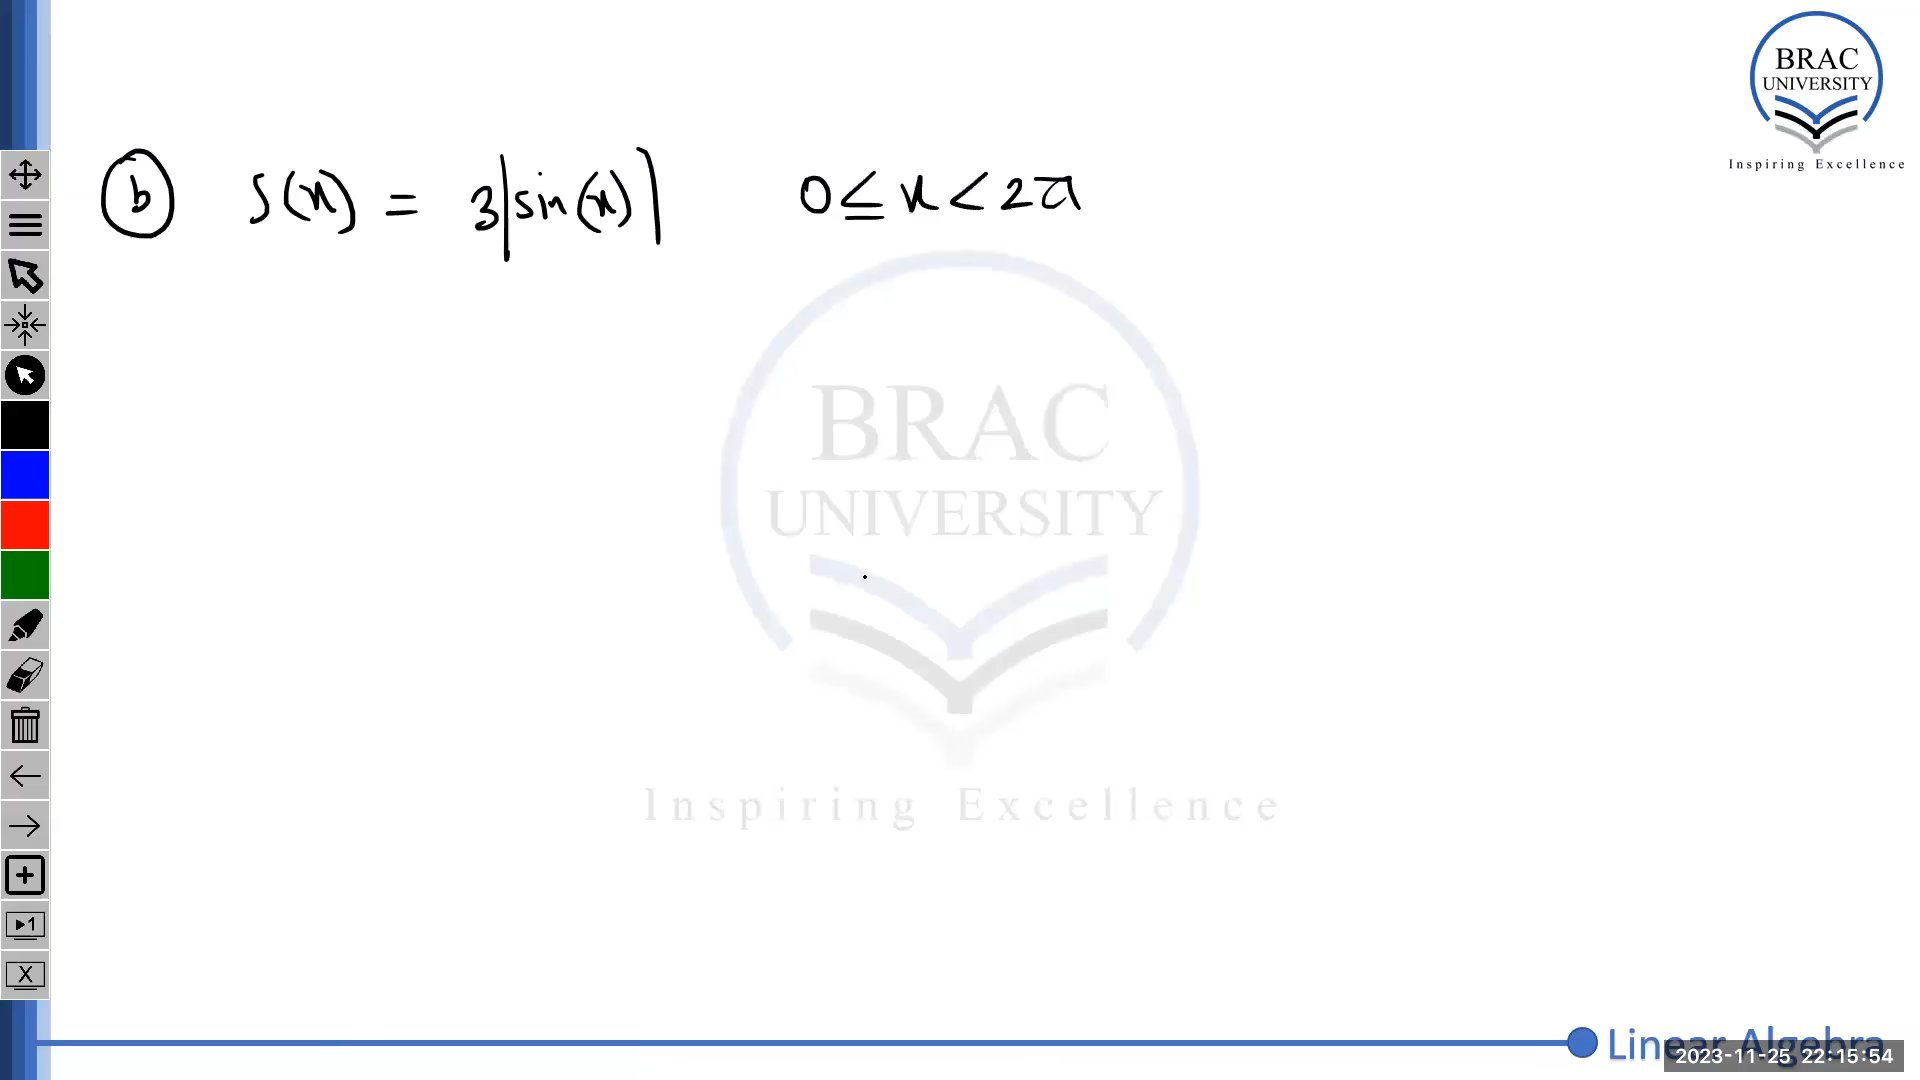 BRAC
UNIVERSITY
Inspiring Excellence
b S(x) = 3|sin(x)| 0 ≤ x < 2π
BRAC
UNIVERSITY
Inspiring Excellence
1
X
Linear Algebra
2023-11-25 22:15:54